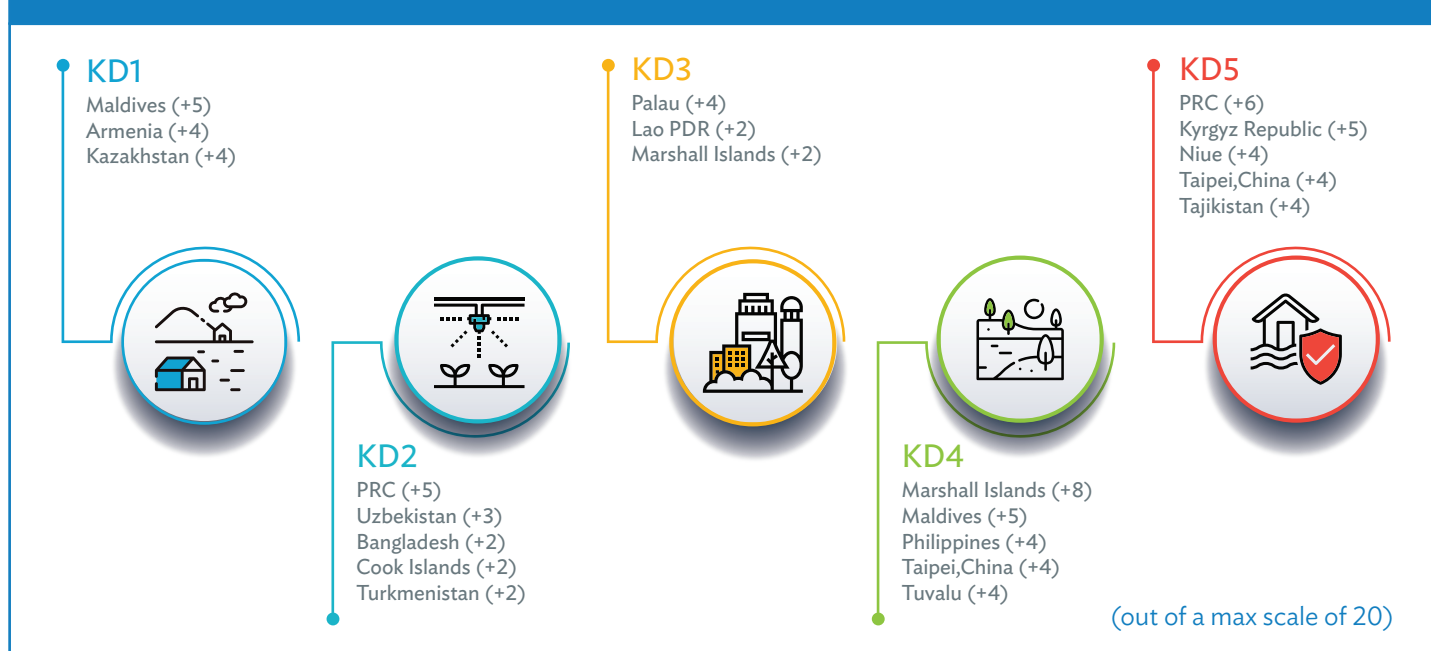 KD1
Maldives (+5)
Armenia (+4)
Kazakhstan (+4)
KD2
PRC (+5)
Uzbekistan (+3)
Bangladesh (+2)
Cook Islands (+2)
Turkmenistan (+2)
KD3
Palau (+4)
Lao PDR (+2)
Marshall Islands (+2)
KD4
Marshall Islands (+8)
Maldives (+5)
Philippines (+4)
Taipei,China (+4)
Tuvalu (+4)
KD5
PRC (+6)
Kyrgyz Republic (+5)
Niue (+4)
Taipei,China (+4)
Tajikistan (+4)
(out of a max scale of 20)